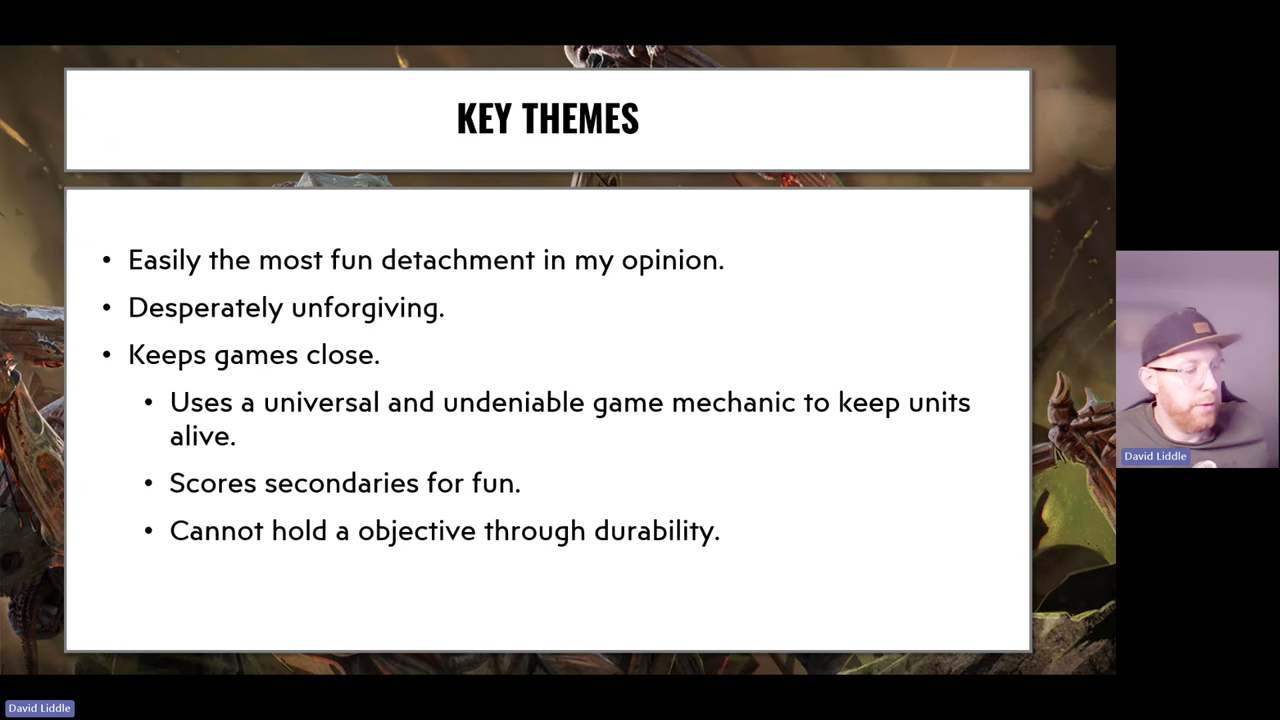 KEY THEMES
• Easily the most fun detachment in my opinion.
• Desperately unforgiving.
• Keeps games close.
• Uses a universal and undeniable game mechanic to keep units
alive.
• Scores secondaries for fun.
• Cannot hold a objective through durability.
David Liddle
David Liddle